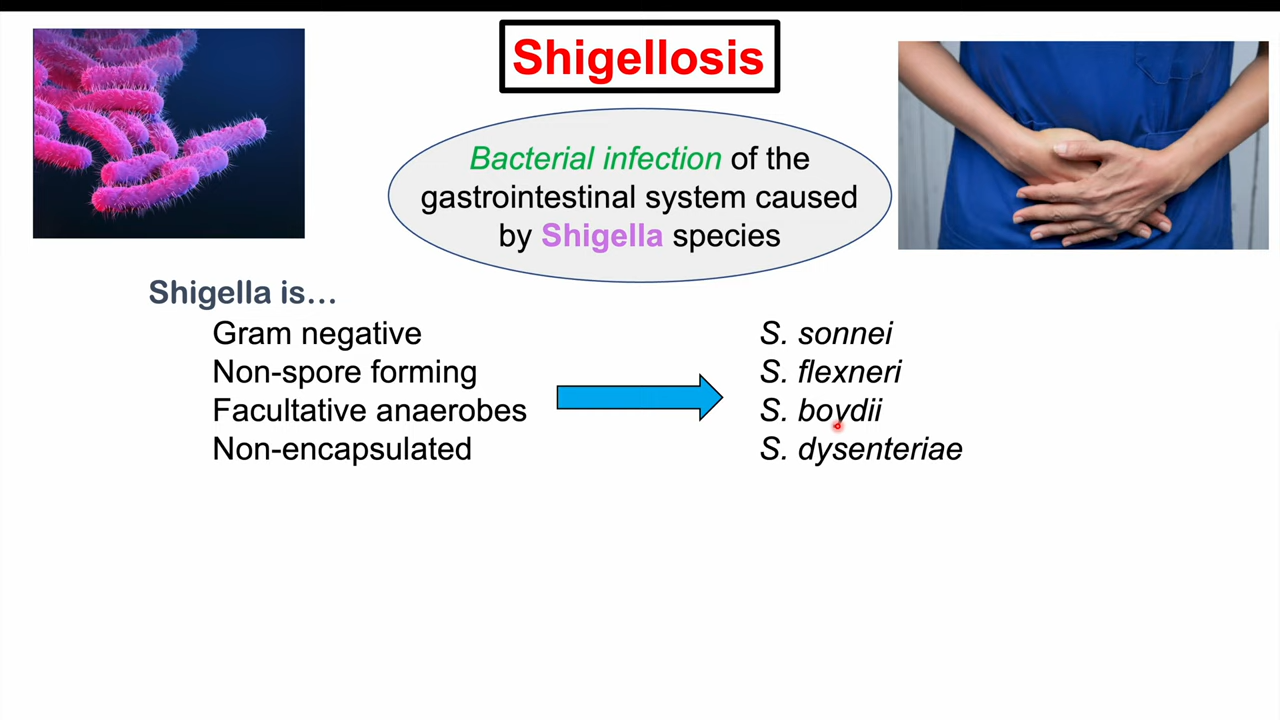 Shigellosis
Bacterial infection of the
gastrointestinal system caused
by Shigella species
Shigella is...
Gram negative
Non-spore forming
Facultative anaerobes
Non-encapsulated
S. sonnei
S. flexneri
S. boydii
S. dysenteriae